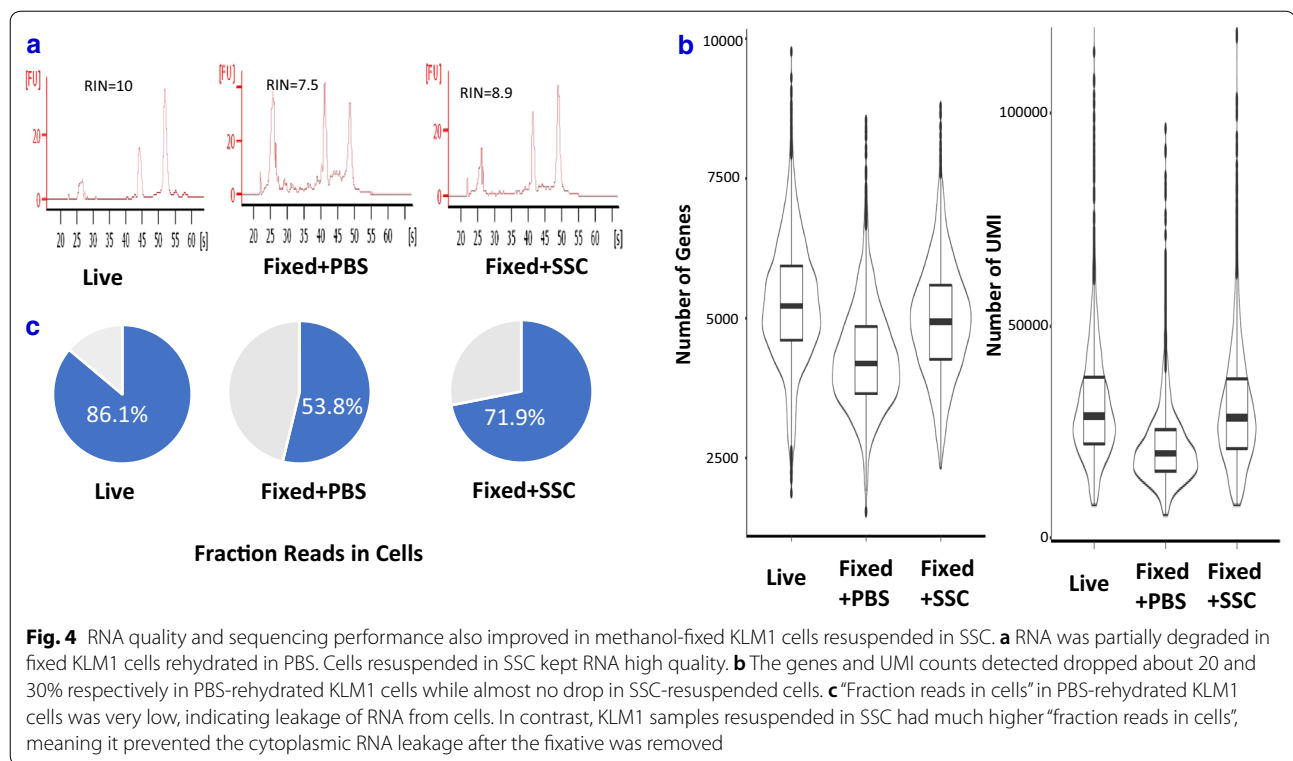 a
[FU]
RIN=10
20
0
20 25 30 35 40 45 50 55 60 [s]
Live
[FU]
RIN=7.5
20
0
20 25 30 35 40 45 50 55 60 [s]
Fixed+PBS
[FU]
RIN=8.9
20
0
20 25 30 35 40 45 50 55 60 [s]
Fixed+SSC
c
86.1%
Live
53.8%
Fixed+PBS
71.9%
Fixed+SSC
Fraction Reads in Cells
b
Number of Genes
10000
7500
5000
2500
Live
Fixed
+PBS
Fixed
+SSC
Number of UMI
100000
50000
0
Live
Fixed
+PBS
Fixed
+SSC
Fig. 4 RNA quality and sequencing performance also improved in methanol-fixed KLM1 cells resuspended in SSC. a RNA was partially degraded in
fixed KLM1 cells rehydrated in PBS. Cells resuspended in SSC kept RNA high quality. b The genes and UMI counts detected dropped about 20 and
30% respectively in PBS-rehydrated KLM1 cells while almost no drop in SSC-resuspended cells. c “Fraction reads in cells” in PBS-rehydrated KLM1
cells was very low, indicating leakage of RNA from cells. In contrast, KLM1 samples resuspended in SSC had much higher “fraction reads in cells”,
meaning it prevented the cytoplasmic RNA leakage after the fixative was removed